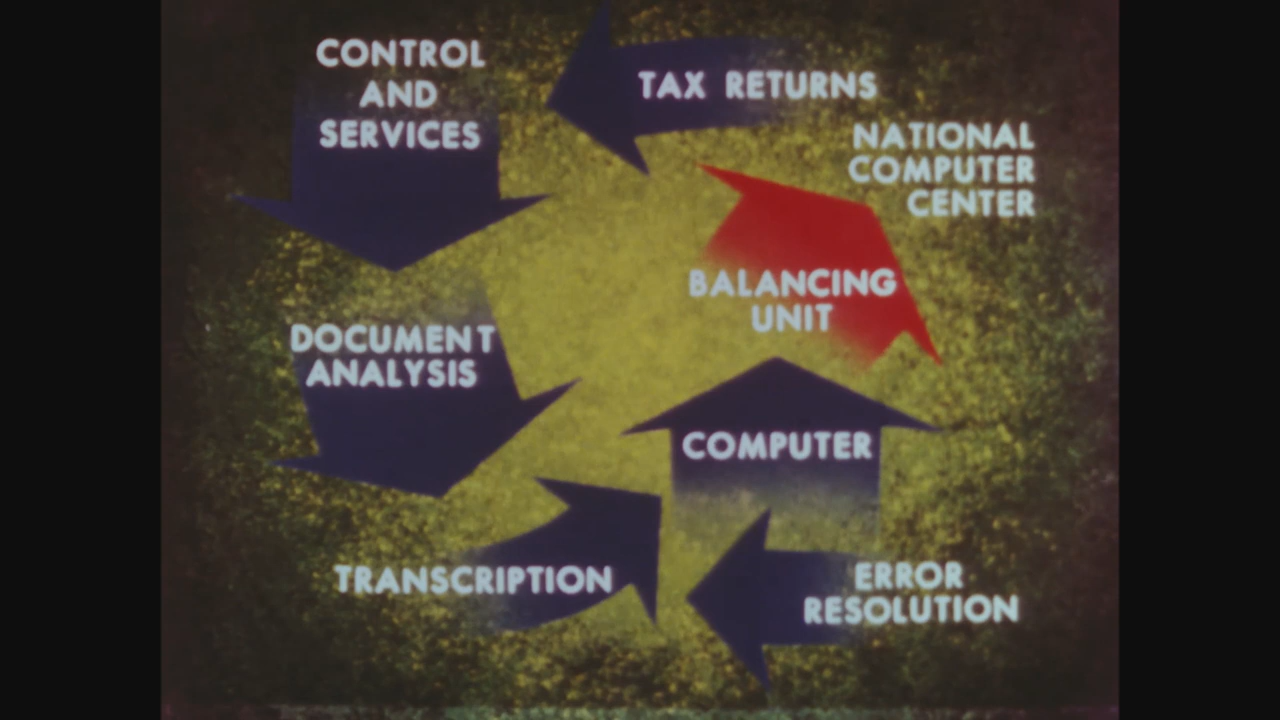 CONTROL
AND
SERVICES
TAX RETURNS
NATIONAL
COMPUTER
CENTER
BALANCING
UNIT
DOCUMENT
ANALYSIS
COMPUTER
TRANSCRIPTION
ERROR
RESOLUTION